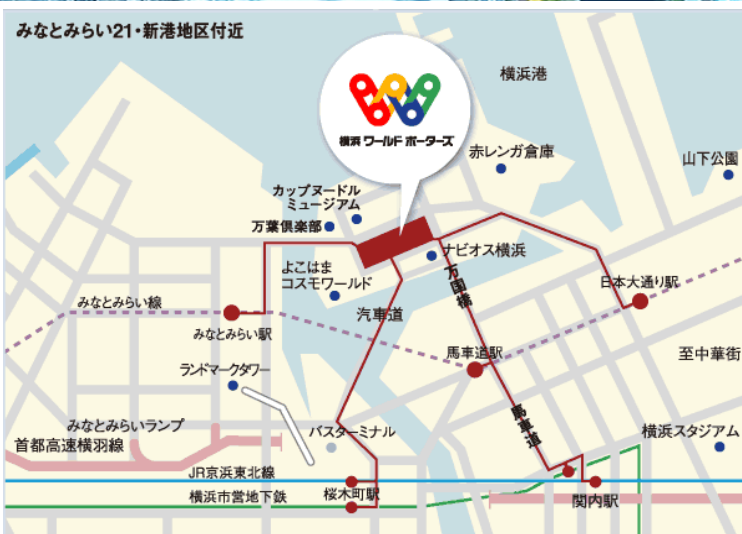 みなとみらい21・新港地区付近
横浜港
横浜 ワールド ポーターズ
赤レンガ倉庫
山下公園
カップヌードル
ミュージアム
万葉倶楽部
ナビオス横浜
よこはま
コスモワールド
万国橋
日本大通り駅
みなとみらい線
汽車道
みなとみらい駅
馬車道駅
至中華街
ランドマークタワー
馬車道
みなとみらいランプ
バスターミナル
横浜スタジアム
首都高速横羽線
JR京浜東北線
横浜市営地下鉄
桜木町駅
関内駅